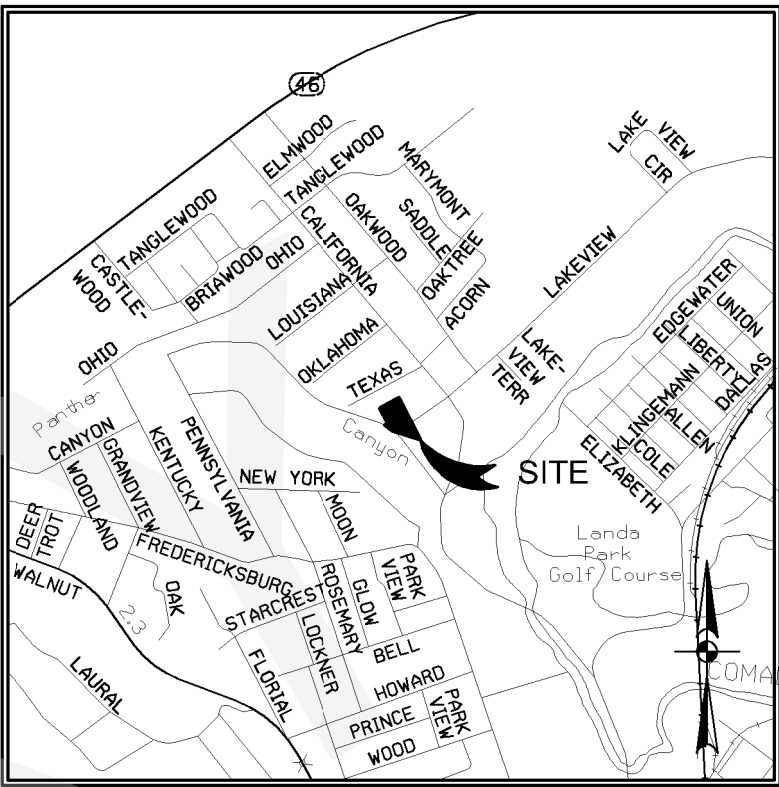 46
ELMWOOD
TANGLEWOOD
MARYMONT
LAKE
VIEW
CIR
TANGLEWOOD
CASTLE-
WOOD
BRIAWOOD
OHIO
CALIFORNIA
OAKWOOD
SADDLE
OAKTREE
ACORN
LAKEVIEW
LOUISIANA
OKLAHOMA
TEXAS
OHIO
LAKE-
VIEW
TERR
EDGEWATER
UNION
LIBERTY
DALLAS
KLINGEMANN
ALLEN
COLE
ELIZABETH
Panther
Canyon
CANYON
WOODLAND
GRANDVIEW
KENTUCKY
PENNSYLVANIA
NEW YORK
MOON
SITE
DEER
TROT
WALNUT
FREDERICKSBURG
OAK
2.3
STARCREST
ROSEMARY
GLOW
PARK
VIEW
Landa
Park
Golf Course
LAURAL
FLORIAL
LOCKNER
BELL
HOWARD
PRINCE
WOOD
PARK
VIEW
COMA